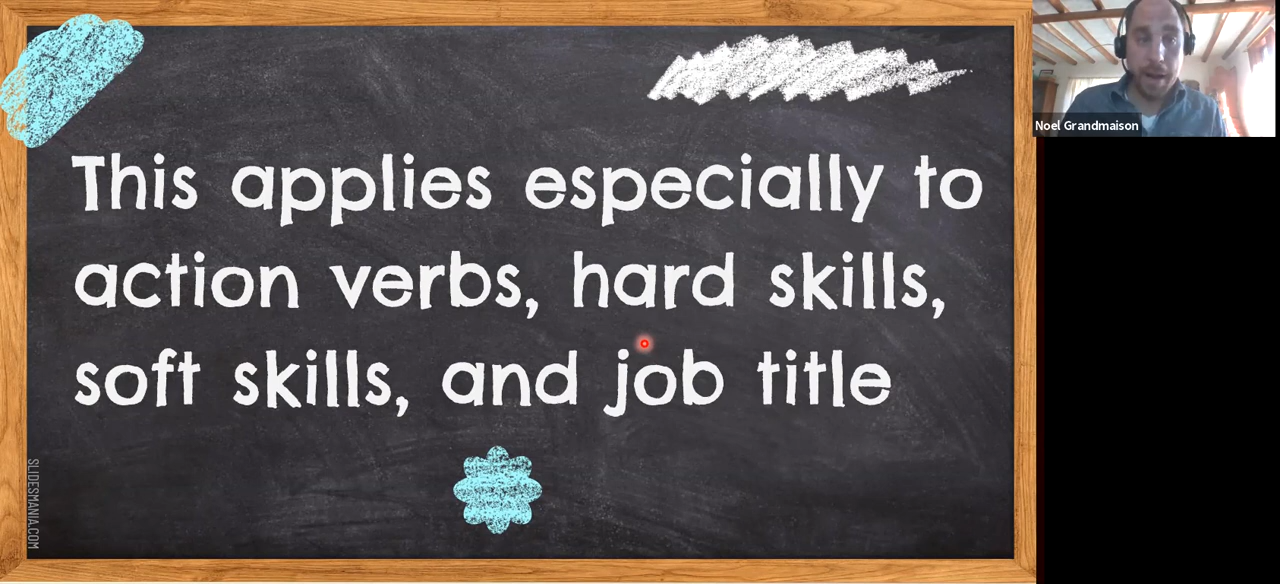 This applies especially to
action verbs, hard skills,
soft skills, and job title
SLIDESMANIA.COM
Noel Grandmaison